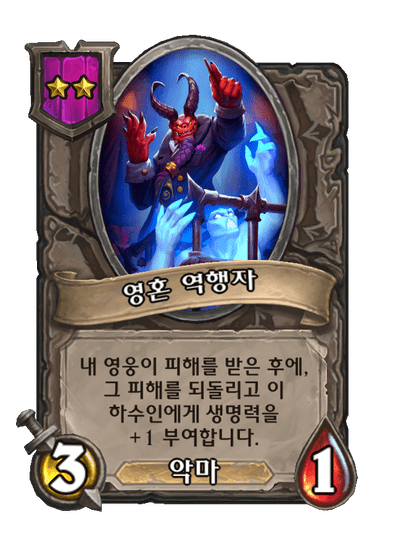 영혼 역행자
내 영웅이 피해를 받은 후에,
그 피해를 되돌리고 이
하수인에게 생명력을
+1 부여합니다.
3
악마
1